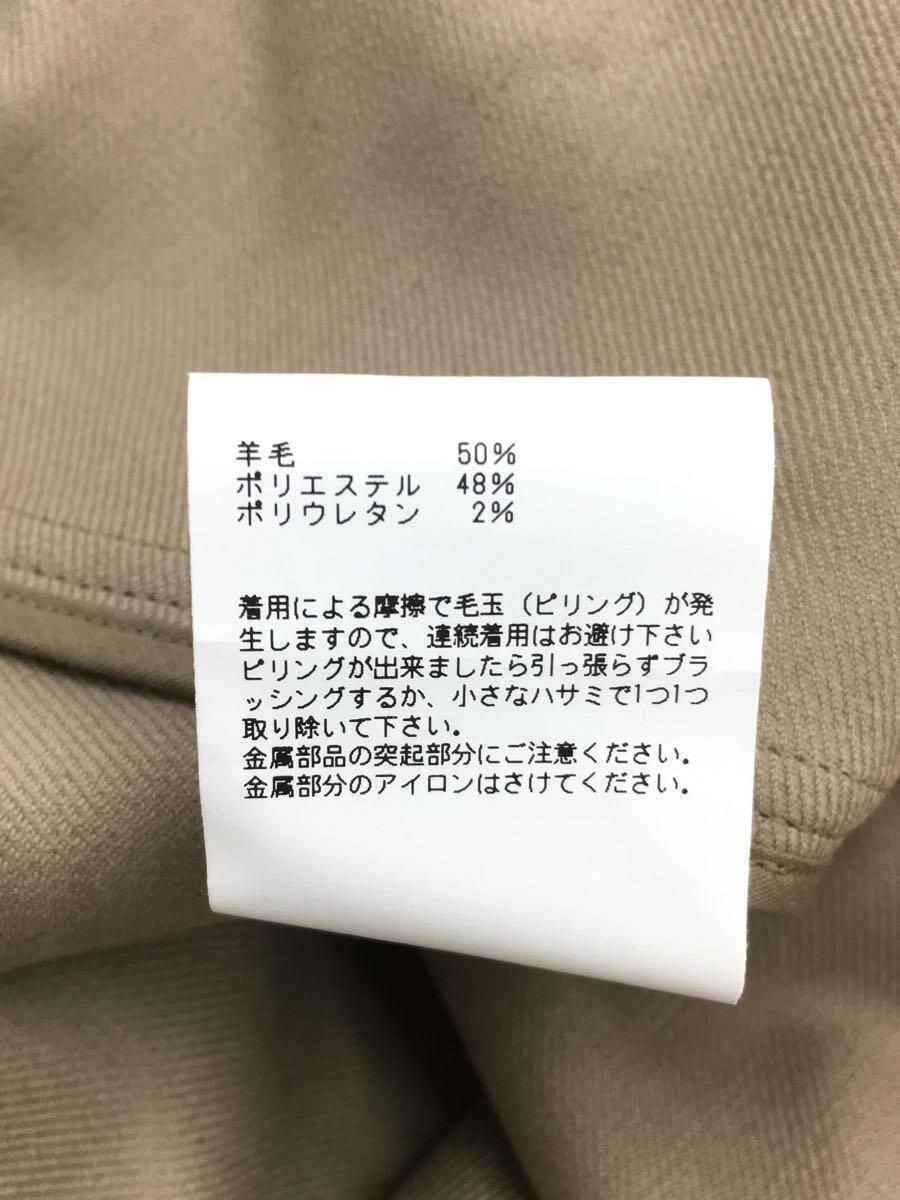 羊毛 50%
ポリエステル 48%
ポリウレタン 2%
着用による摩擦で毛玉（ピリング）が発
生しますので、連続着用はお避け下さい
ピリングが出来ましたら引っ張らずブラ
ッシングするか、小さなハサミで1つ1つ
取り除いて下さい。
金属部品の突起部分にご注意ください。
金属部分のアイロンはさけてください。